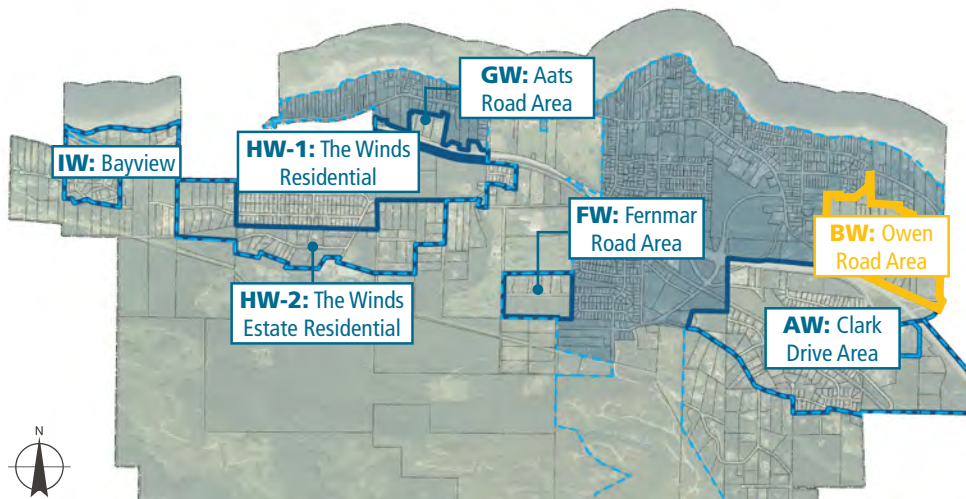 GW: Aats
Road Area
IW: Bayview
HW-1: The Winds
Residential
FW: Fernmar
Road Area
BW: Owen
Road Area
HW-2: The Winds
Estate Residential
AW: Clark
Drive Area
N